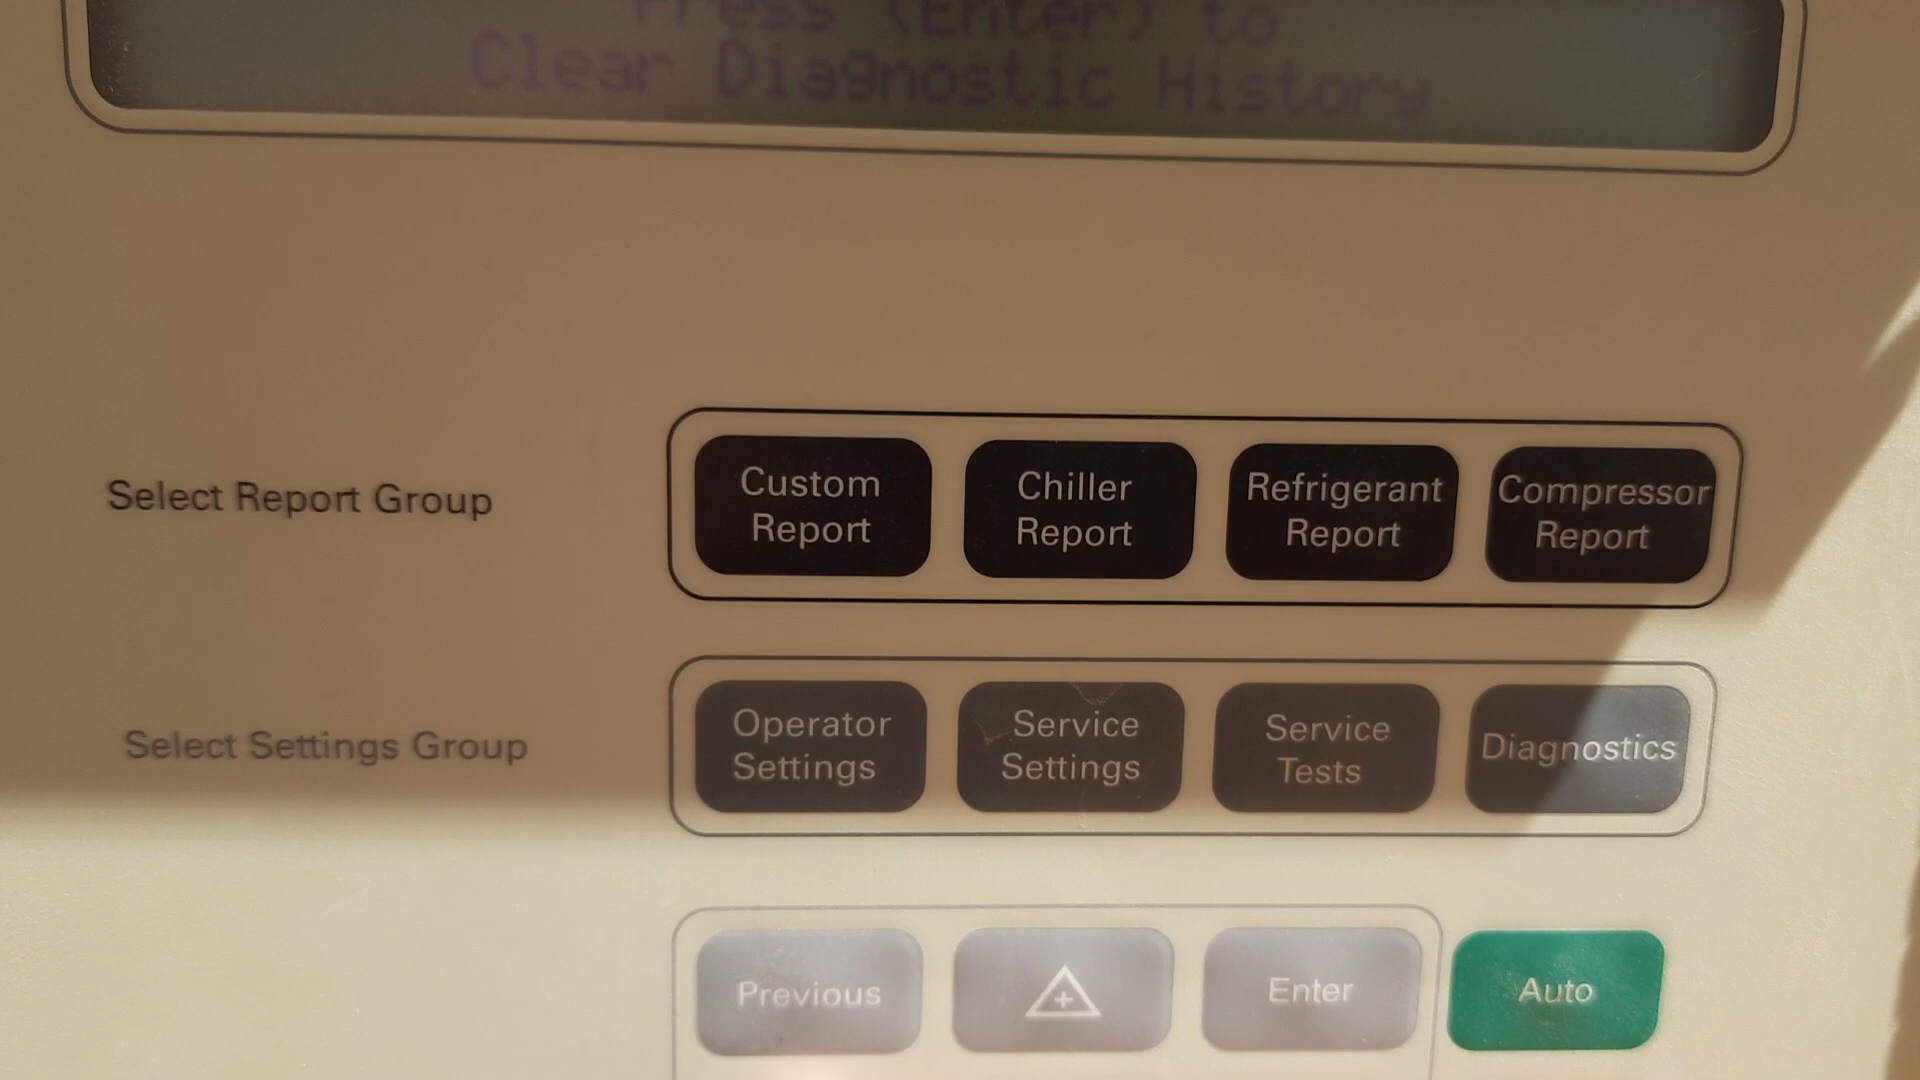 Press (Enter) to
Clear Diagnostic History
Select Report Group
Custom
Report
Chiller
Report
Refrigerant
Report
Compressor
Report
Select Settings Group
Operator
Settings
Service
Settings
Service
Tests
Diagnostics
Previous
+
Enter
Auto